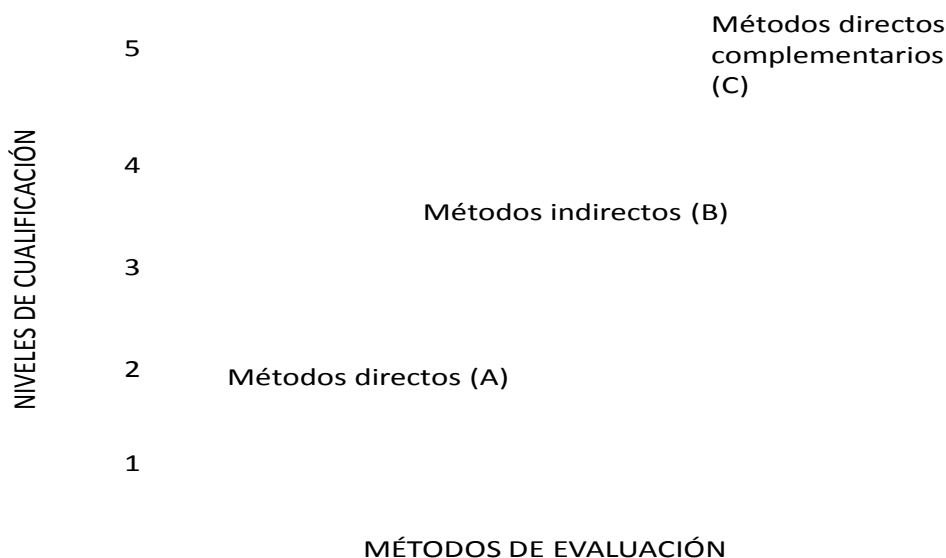 Métodos directos
complementarios
(C)
5
4
Métodos indirectos (B)
3
2
Métodos directos (A)
1
NIVELES DE CUALIFICACIÓN
MÉTODOS DE EVALUACIÓN